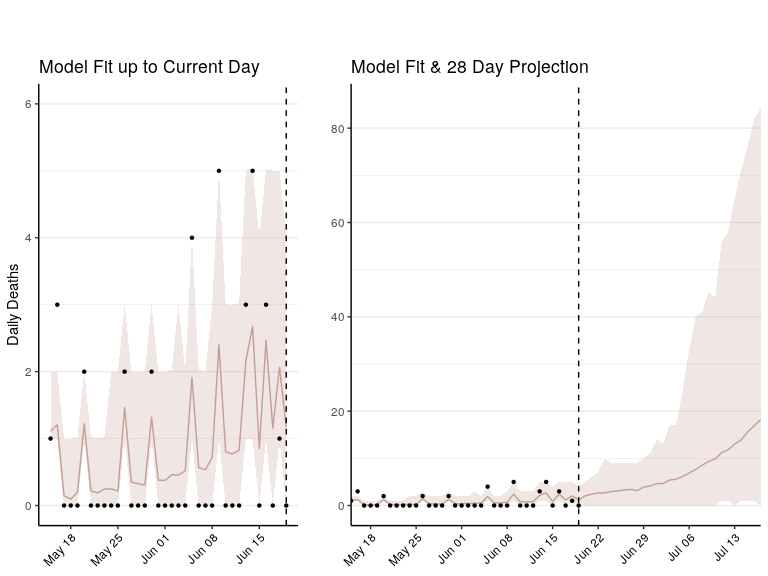 Model Fit up to Current Day
Daily Deaths
6
4
2
0
May 18
May 25
Jun 01
Jun 08
Jun 15
Model Fit & 28 Day Projection
80
60
40
20
0
May 18
May 25
Jun 01
Jun 08
Jun 15
Jun 22
Jun 29
Jul 06
Jul 13